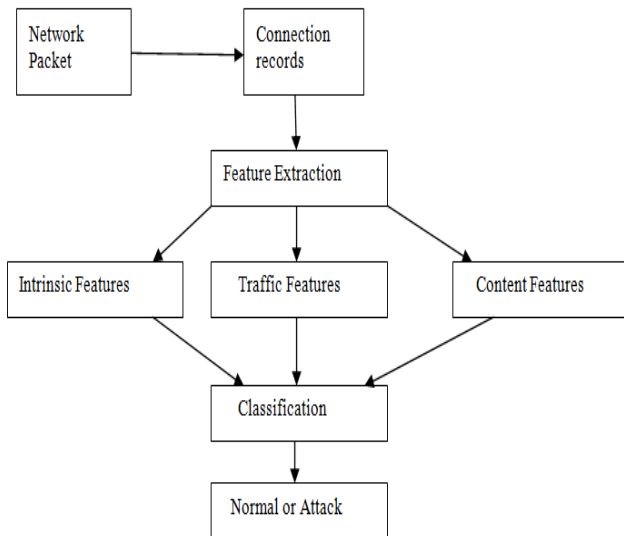 Network
Packet
Connection
records
Feature Extraction
Intrinsic Features
Traffic Features
Content Features
Classification
Normal or Attack